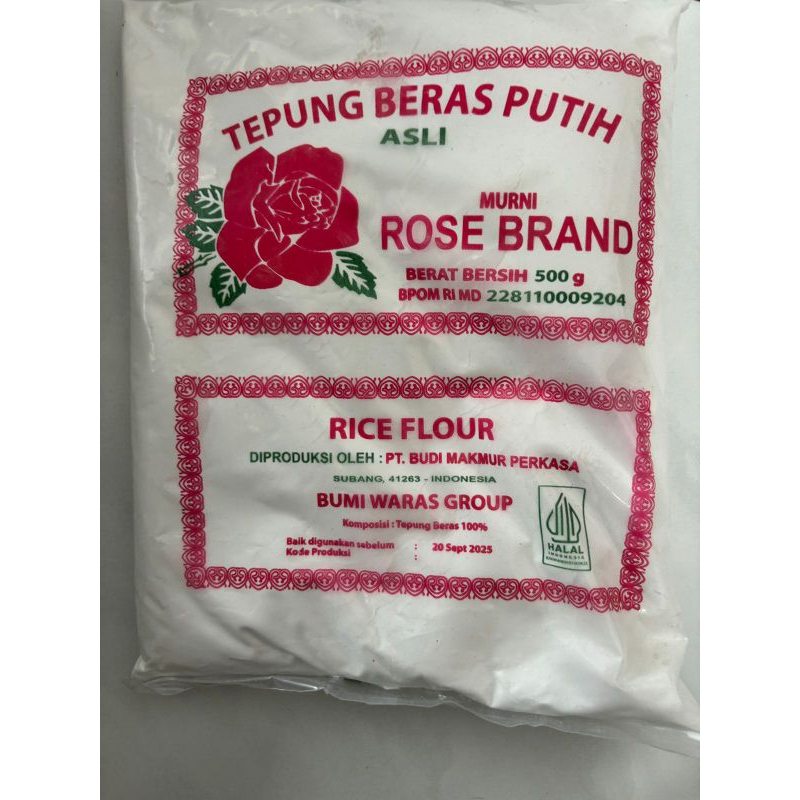 TEPUNG BERAS PUTIH
ASLI
MURNI
ROSE BRAND
BERAT BERSIH 500 g
BPOM RI MD 228110009204
RICE FLOUR
DIPRODUKSI OLEH : PT. BUDI MAKMUR PERKASA
SUBANG, 41263 - INDONESIA
BUMI WARAS GROUP
Komposisi : Tepung Beras 100%
Baik digunakan sebelum : 20 Sept 2025
Kode Produksi :
HALAL
INDONESIA